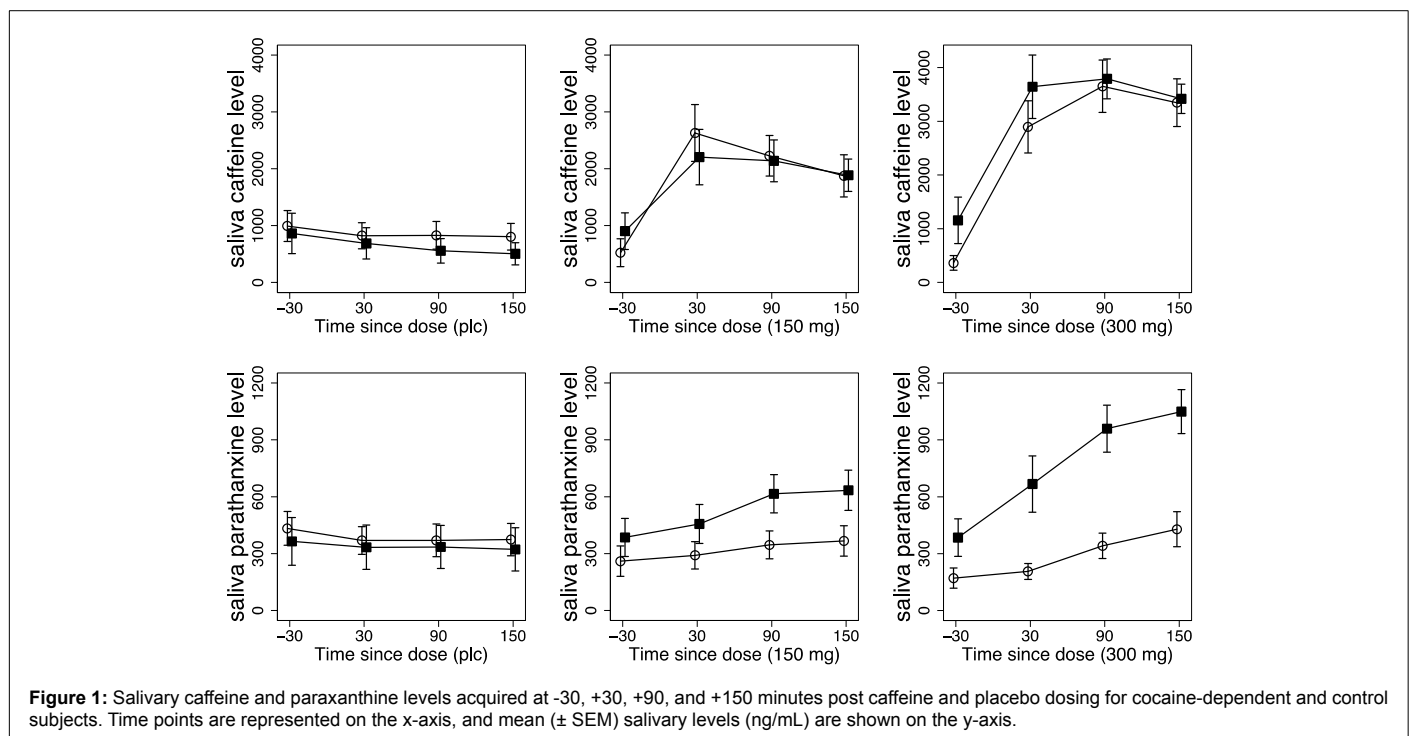 saliva caffeine level
0 1000 2000 3000 4000
−30 30 90 150
Time since dose (plc)
saliva caffeine level
0 1000 2000 3000 4000
−30 30 90 150
Time since dose (150 mg)
saliva caffeine level
0 1000 2000 3000 4000
−30 30 90 150
Time since dose (300 mg)
saliva parathanxine level
0 300 600 900 1200
−30 30 90 150
Time since dose (plc)
saliva parathanxine level
0 300 600 900 1200
−30 30 90 150
Time since dose (150 mg)
saliva parathanxine level
0 300 600 900 1200
−30 30 90 150
Time since dose (300 mg)
Figure 1: Salivary caffeine and paraxanthine levels acquired at -30, +30, +90, and +150 minutes post caffeine and placebo dosing for cocaine-dependent and control
subjects. Time points are represented on the x-axis, and mean (± SEM) salivary levels (ng/mL) are shown on the y-axis.